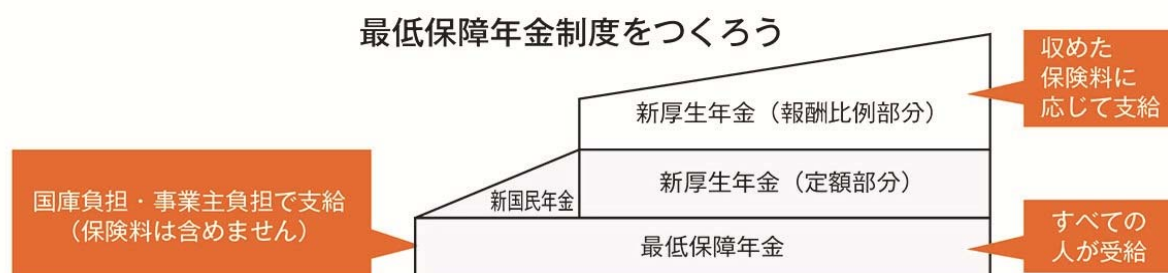 最低保障年金制度をつくろう
収めた
保険料に
応じて支給
新厚生年金（報酬比例部分）
新厚生年金（定額部分）
新国民年金
国庫負担・事業主負担で支給
（保険料は含めません）
最低保障年金
すべての
人が受給